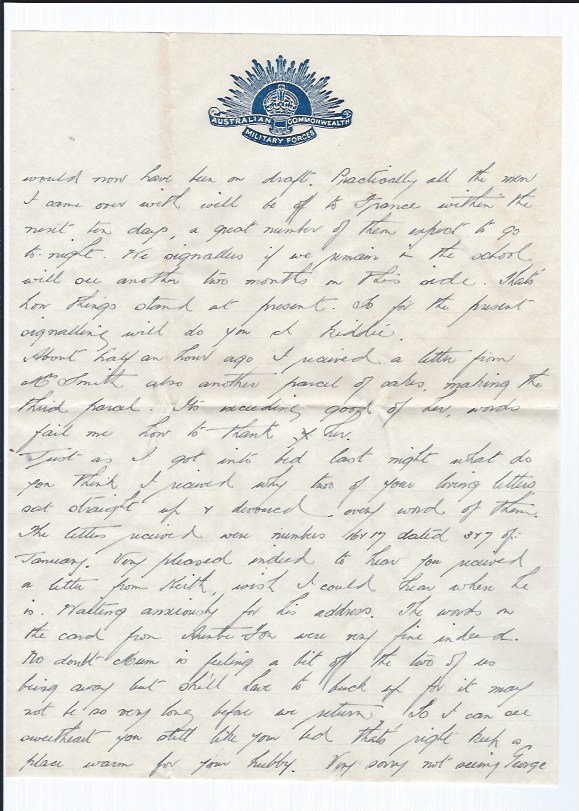 AUSTRALIAN COMMONWEALTH
MILITARY FORCES
would now have been on draft. Practically all the men
I came over with will be off to France within the
next ten days, a great number of them expect to go
to-night. We signallers if we remain in the school
will see another two months on this side. Thats
how things stand at present. So for the present
signalling will do you & Kiddie.
About half an hour ago I received a letter from
Mrs Smith also another parcel of cakes, making the
third parcel. Its exceeding good of her, words
fail me how to thank her.
Just as I got into bed last night what do
you think I received why two of your loving letters
sat straight up & devoured every word of them.
The letters received were numbers 16 & 17 dated 3 & 7 of
January. Very pleased indeed to hear you received
a letter from Keith, wish I could hear where he
is. Waiting anxiously for his address. The words on
the card from Auntie were very fine indeed.
No doubt Mum is feeling a bit off the two of us
being away but she'll have to buck up for it may
not be so very long before we return. So I can see
sweetheart you still like your bed thats right keep a
place warm for your hubby. Very sorry not seeing George